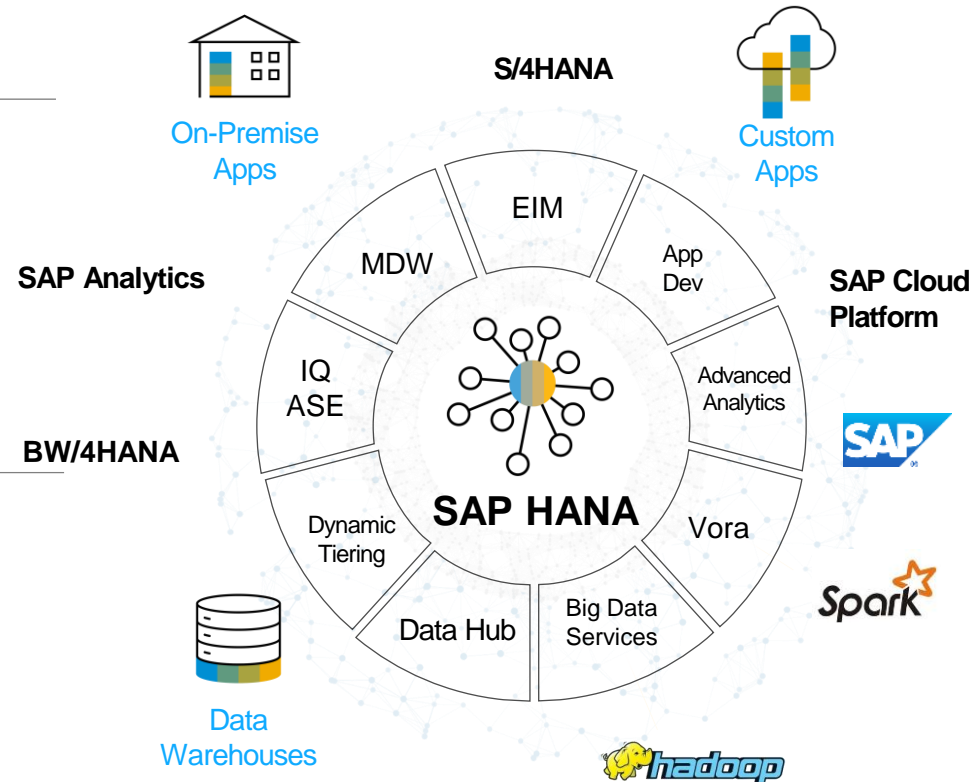 S/4HANA
On-Premise
Apps
Custom
Apps
EIM
MDW
App
Dev
SAP Analytics
SAP Cloud
Platform
IQ
ASE
Advanced
Analytics
BW/4HANA
SAP
SAP HANA
Dynamic
Tiering
Vora
Spark
Data Hub
Big Data
Services
Data
Warehouses
hadoop